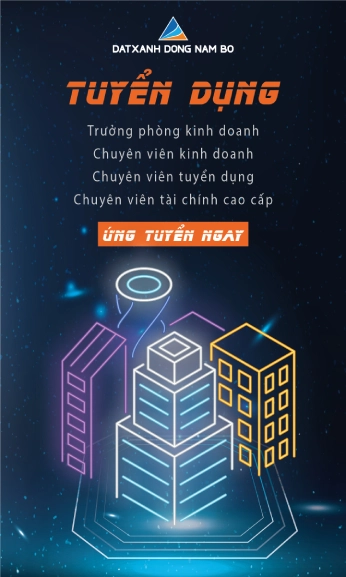 DATXANH DONG NAM BO
TUYỂN DỤNG
Trưởng phòng kinh doanh
Chuyên viên kinh doanh
Chuyên viên tuyển dụng
Chuyên viên tài chính cao cấp
ỨNG TUYỂN NGAY